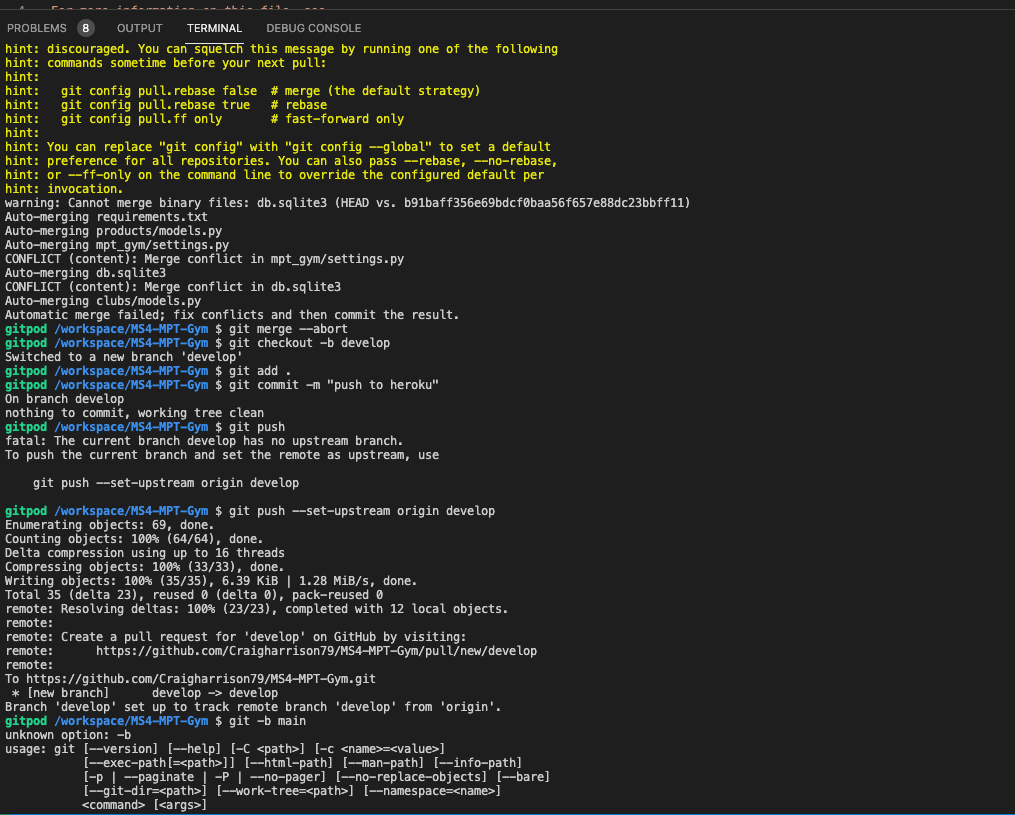 PROBLEMS 8 OUTPUT TERMINAL DEBUG CONSOLE
hint: discouraged. You can squelch this message by running one of the following
hint: commands sometime before your next pull:
hint:
hint:   git config pull.rebase false  # merge (the default strategy)
hint:   git config pull.rebase true   # rebase
hint:   git config pull.ff only       # fast-forward only
hint:
hint: You can replace "git config" with "git config --global" to set a default
hint: preference for all repositories. You can also pass --rebase, --no-rebase,
hint: or --ff-only on the command line to override the configured default per
hint: invocation.
warning: Cannot merge binary files: db.sqlite3 (HEAD vs. b91baff356e69bdcf0baa56f657e88dc23bbff11)
Auto-merging requirements.txt
Auto-merging products/models.py
Auto-merging mpt_gym/settings.py
CONFLICT (content): Merge conflict in mpt_gym/settings.py
Auto-merging db.sqlite3
CONFLICT (content): Merge conflict in db.sqlite3
Auto-merging clubs/models.py
Automatic merge failed; fix conflicts and then commit the result.
gitpod /workspace/MS4-MPT-Gym $ git merge --abort
gitpod /workspace/MS4-MPT-Gym $ git checkout -b develop
Switched to a new branch 'develop'
gitpod /workspace/MS4-MPT-Gym $ git add .
gitpod /workspace/MS4-MPT-Gym $ git commit -m "push to heroku"
On branch develop
nothing to commit, working tree clean
gitpod /workspace/MS4-MPT-Gym $ git push
fatal: The current branch develop has no upstream branch.
To push the current branch and set the remote as upstream, use
    git push --set-upstream origin develop
gitpod /workspace/MS4-MPT-Gym $ git push --set-upstream origin develop
Enumerating objects: 69, done.
Counting objects: 100% (64/64), done.
Delta compression using up to 16 threads
Compressing objects: 100% (33/33), done.
Writing objects: 100% (35/35), 6.39 KiB | 1.28 MiB/s, done.
Total 35 (delta 23), reused 0 (delta 0), pack-reused 0
remote: Resolving deltas: 100% (23/23), completed with 12 local objects.
remote:
remote: Create a pull request for 'develop' on GitHub by visiting:
remote:      https://github.com/Craigharrison79/MS4-MPT-Gym/pull/new/develop
remote:
To https://github.com/Craigharrison79/MS4-MPT-Gym.git
 * [new branch]      develop -> develop
Branch 'develop' set up to track remote branch 'develop' from 'origin'.
gitpod /workspace/MS4-MPT-Gym $ git -b main
unknown option: -b
usage: git [--version] [--help] [-C <path>] [-c <name>=<value>]
           [--exec-path[=<path>]] [--html-path] [--man-path] [--info-path]
           [-p | --paginate | -P | --no-pager] [--no-replace-objects] [--bare]
           [--git-dir=<path>] [--work-tree=<path>] [--namespace=<name>]
           <command> [<args>]